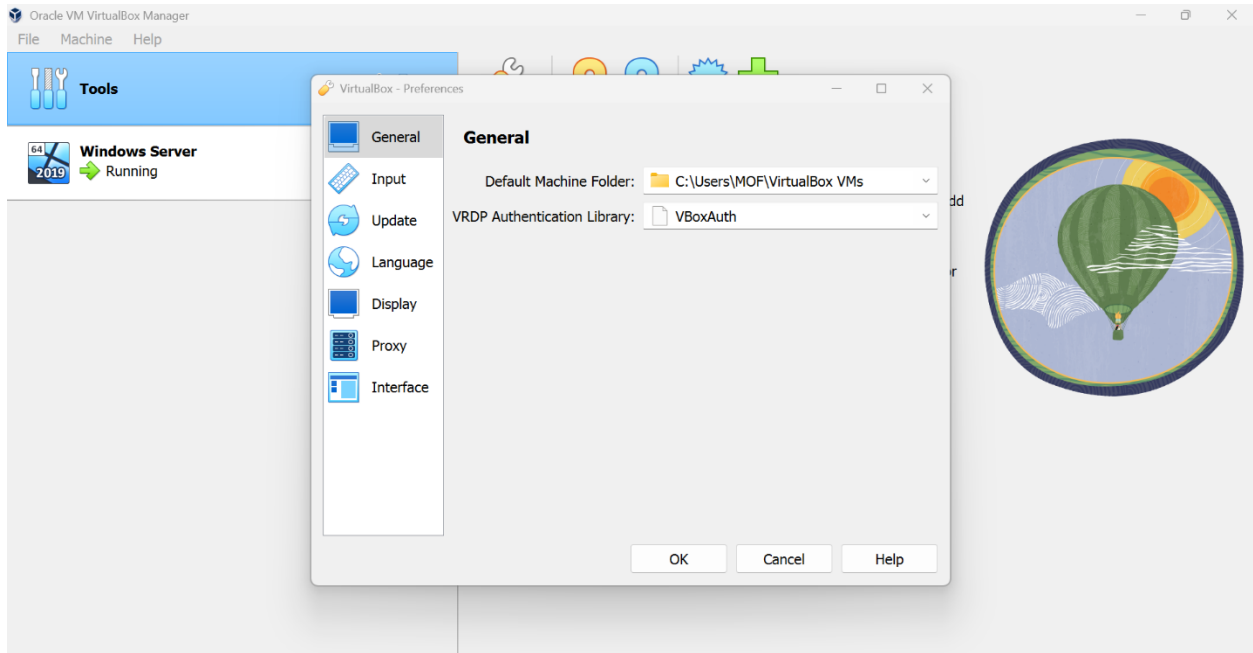 Oracle VM VirtualBox Manager
File Machine Help
Tools
64
2019
Windows Server
Running
VirtualBox - Preferences
General
Input
Update
Language
Display
Proxy
Interface
General
Default Machine Folder: C:\Users\MOF\VirtualBox VMs
VRDP Authentication Library: VBoxAuth
OK Cancel Help
dd